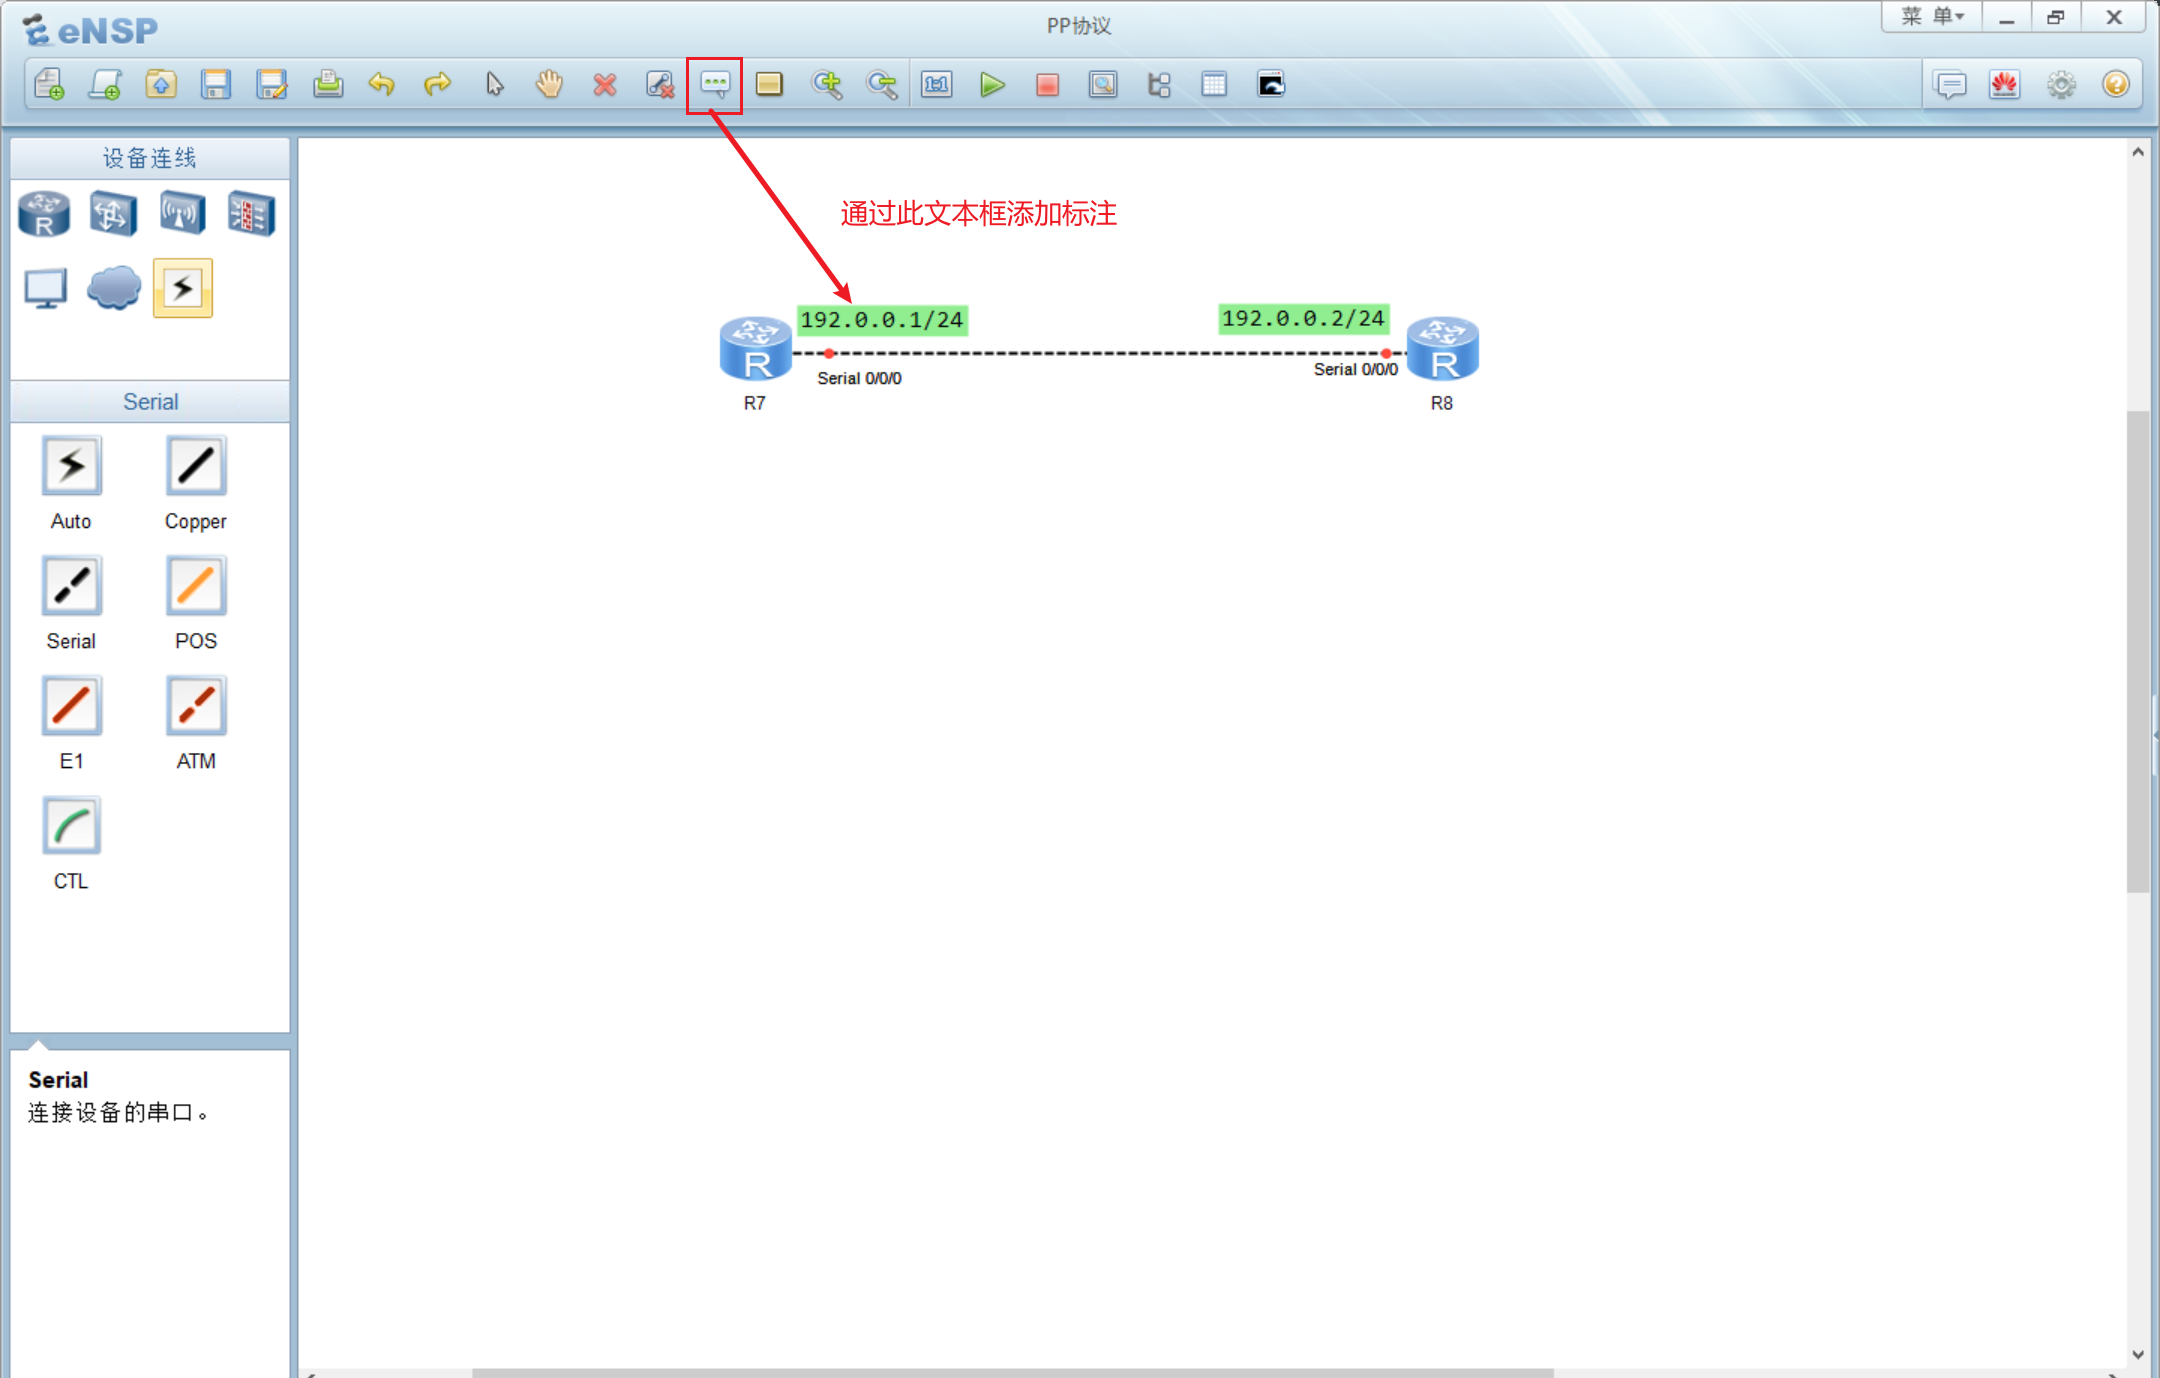 eNSP
PP协议
菜 单
1:1
设备连线
R
Serial
Auto
Copper
Serial
POS
E1
ATM
CTL
Serial
连接设备的串口。
通过此文本框添加标注
192.0.0.1/24
192.0.0.2/24
R
R
Serial 0/0/0
Serial 0/0/0
R7
R8